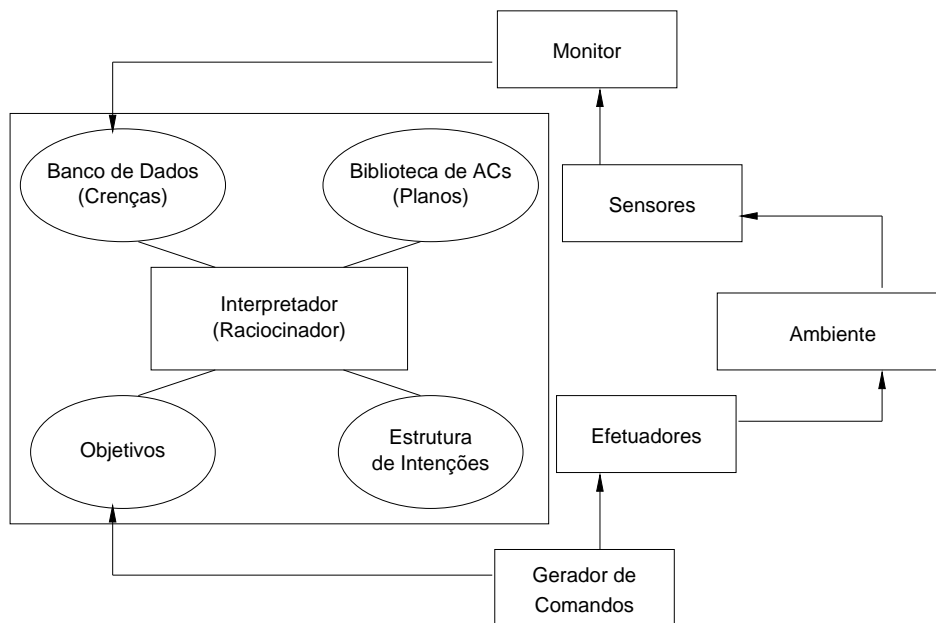 Monitor
Banco de Dados
(Crenças)
Biblioteca de ACs
(Planos)
Sensores
Interpretador
(Raciocinador)
Ambiente
Objetivos
Estrutura
de Intenções
Efetuadores
Gerador de
Comandos